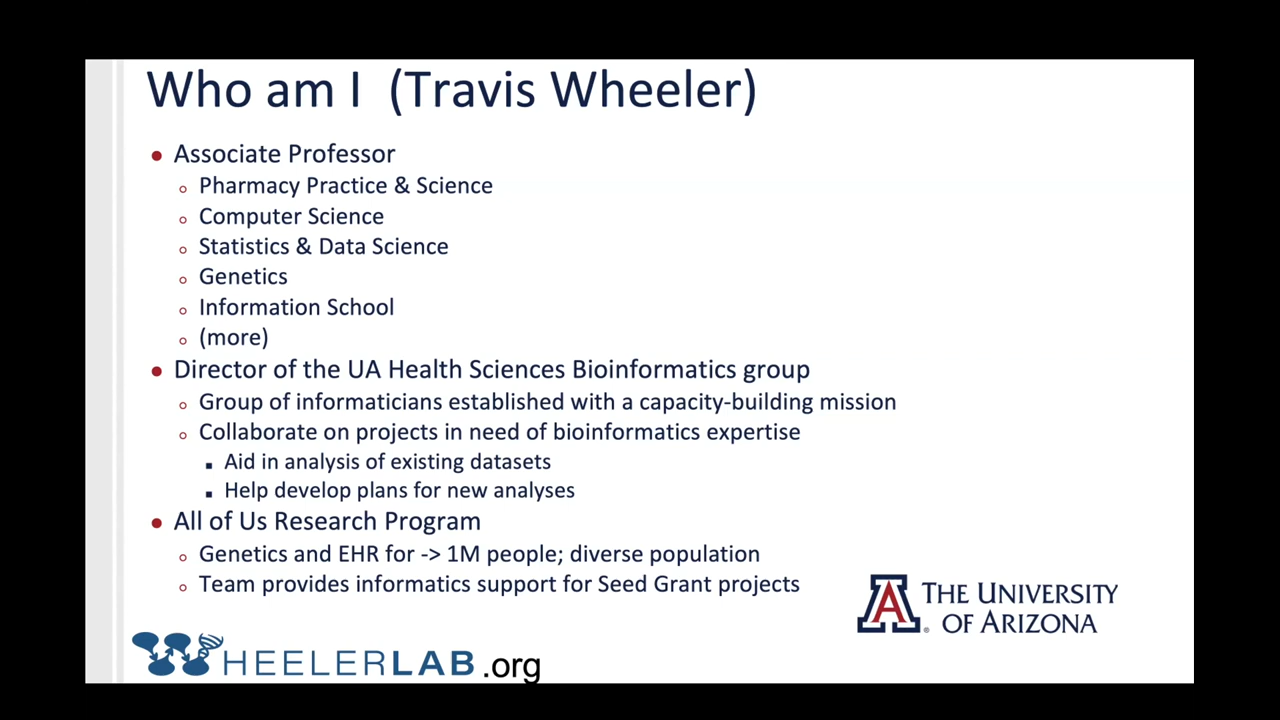 Who am I (Travis Wheeler)
• Associate Professor
○ Pharmacy Practice & Science
○ Computer Science
○ Statistics & Data Science
○ Genetics
○ Information School
○ (more)
• Director of the UA Health Sciences Bioinformatics group
○ Group of informaticians established with a capacity-building mission
○ Collaborate on projects in need of bioinformatics expertise
▪ Aid in analysis of existing datasets
▪ Help develop plans for new analyses
• All of Us Research Program
○ Genetics and EHR for -> 1M people; diverse population
○ Team provides informatics support for Seed Grant projects
A® THE UNIVERSITY
OF ARIZONA
WHEELERLAB.org